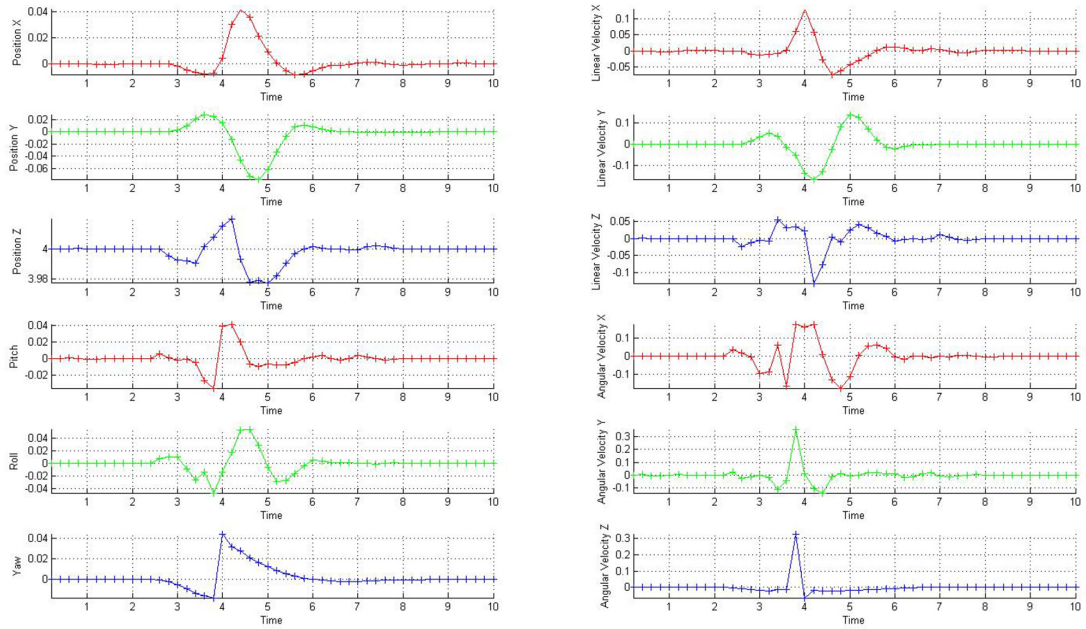 Position X
0.04
0.02
0
1 2 3 4 5 6 7 8 9 10
Time
Linear Velocity X
0.1
0.05
0
-0.05
1 2 3 4 5 6 7 8 9 10
Time
Position Y
0.02
0
-0.02
-0.04
-0.06
1 2 3 4 5 6 7 8 9 10
Time
Linear Velocity Y
0.1
0
-0.1
1 2 3 4 5 6 7 8 9 10
Time
Position Z
4
3.98
1 2 3 4 5 6 7 8 9 10
Time
Linear Velocity Z
0.05
0
-0.05
-0.1
1 2 3 4 5 6 7 8 9 10
Time
Pitch
0.04
0.02
0
-0.02
1 2 3 4 5 6 7 8 9 10
Time
Angular Velocity X
0.1
0
-0.1
1 2 3 4 5 6 7 8 9 10
Time
Roll
0.04
0.02
0
-0.02
-0.04
1 2 3 4 5 6 7 8 9 10
Time
Angular Velocity Y
0.3
0.2
0.1
0
-0.1
1 2 3 4 5 6 7 8 9 10
Time
Yaw
0.04
0.02
0
1 2 3 4 5 6 7 8 9 10
Time
Angular Velocity Z
0.3
0.2
0.1
0
1 2 3 4 5 6 7 8 9 10
Time